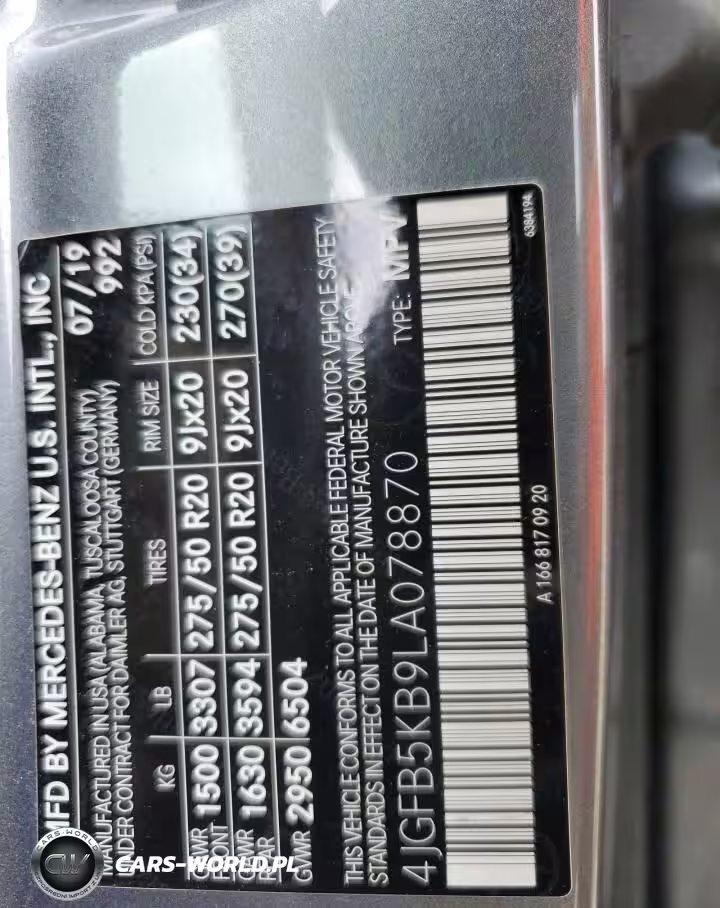 MFD BY MERCEDES-BENZ U.S. INTL., INC
MANUFACTURED IN USA (ALABAMA, TUSCALOOSA COUNTY) 07/19
UNDER CONTRACT FOR DAIMLER AG, STUTTGART (GERMANY) 992
KG LB TIRES RIM SIZE COLD KPA (PSI)
GAWR FRONT 1500 3307 275/50 R20 9Jx20 230(34)
GAWR REAR 1630 3594 275/50 R20 9Jx20 270(39)
GVWR 2950 6504
THIS VEHICLE CONFORMS TO ALL APPLICABLE FEDERAL MOTOR VEHICLE SAFETY
STANDARDS IN EFFECT ON THE DATE OF MANUFACTURE SHOWN ABOVE.
4JGFB5KB9LA078870 TYPE: MPV
A 166 817 09 20 6384194
CARS-WORLD
CW
CARS-WORLD.PL